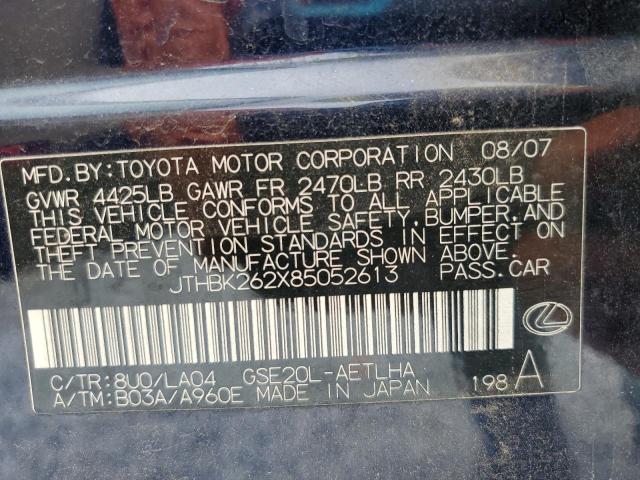 MFD. BY: TOYOTA MOTOR CORPORATION 08/07
GVWR 4425LB GAWR FR 2470LB RR 2430LB
THIS VEHICLE CONFORMS TO ALL APPLICABLE
FEDERAL MOTOR VEHICLE SAFETY, BUMPER, AND
THEFT PREVENTION STANDARDS IN EFFECT ON
THE DATE OF MANUFACTURE SHOWN ABOVE.
JTHBK262X85052613 PASS. CAR
C/TR: 8U0/LA04 GSE20L-AETLHA
A/TM: B03A/A960E MADE IN JAPAN 198 A